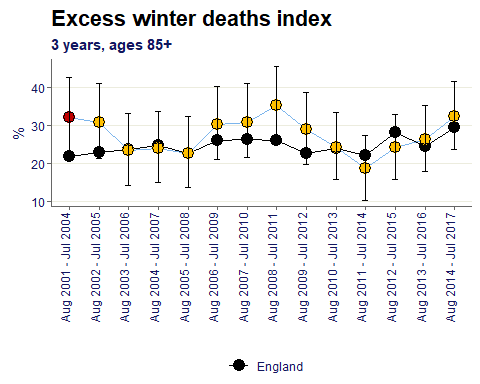 Excess winter deaths index
3 years, ages 85+
%
40
30
20
10
Aug 2001 - Jul 2004
Aug 2002 - Jul 2005
Aug 2003 - Jul 2006
Aug 2004 - Jul 2007
Aug 2005 - Jul 2008
Aug 2006 - Jul 2009
Aug 2007 - Jul 2010
Aug 2008 - Jul 2011
Aug 2009 - Jul 2012
Aug 2010 - Jul 2013
Aug 2011 - Jul 2014
Aug 2012 - Jul 2015
Aug 2013 - Jul 2016
Aug 2014 - Jul 2017
England